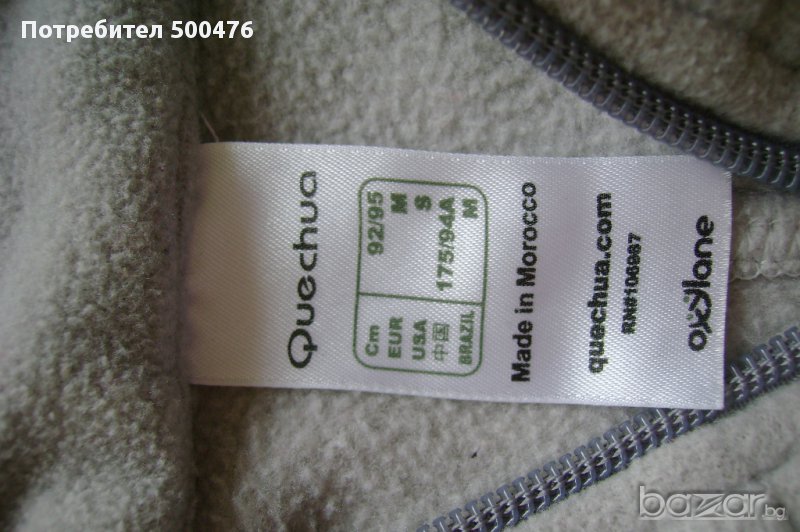 Потребител 500476
Quechua
Cm 92/95
EUR M
USA S
中国 175/94A
BRAZIL M
Made in Morocco
quechua.com
RN#106967
oxylane
bazar.bg